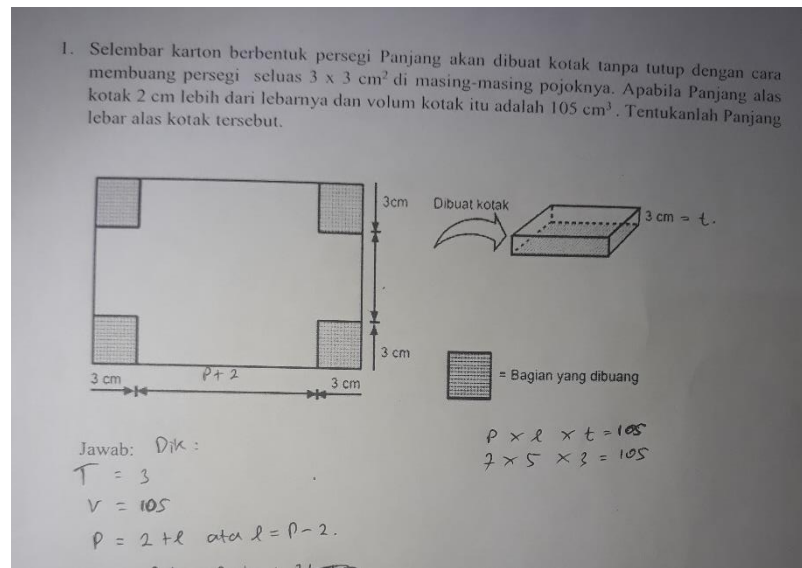 1. Selembar karton berbentuk persegi Panjang akan dibuat kotak tanpa tutup dengan cara
membuang persegi seluas 3 x 3 cm² di masing-masing pojoknya. Apabila Panjang alas
kotak 2 cm lebih dari lebarnya dan volum kotak itu adalah 105 cm³. Tentukanlah Panjang
lebar alas kotak tersebut.
3cm
Dibuat kotak
3 cm = t.
3 cm
3 cm
P+ 2
3 cm
= Bagian yang dibuang
P x l x t = 105
7 x 5 x 3 = 105
Jawab: Dik :
T = 3
V = 105
P = 2 + l ata l = P - 2.